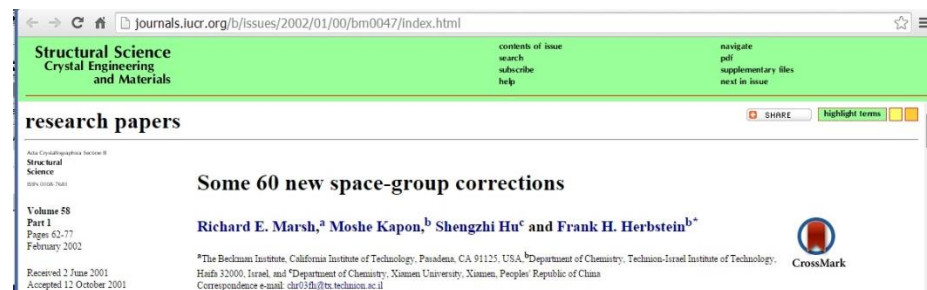 journals.iucr.org/b/issues/2002/01/00/bm0047/index.html
Structural Science
Crystal Engineering
and Materials
contents of issue
search
subscribe
help
navigate
pdf
supplementary files
next in issue
research papers
SHARE
highlight terms
Acta Crystallographica Section B
Structural
Science
ISSN 0108-7681
Volume 58
Part 1
Pages 62-77
February 2002
Received 2 June 2001
Accepted 12 October 2001
Some 60 new space-group corrections
Richard E. Marsh,a Moshe Kapon,b Shengzhi Huc and Frank H. Herbsteinb*
aThe Beckman Institute, California Institute of Technology, Pasadena, CA 91125, USA, bDepartment of Chemistry, Technion-Israel Institute of Technology,
Haifa 32000, Israel, and cDepartment of Chemistry, Xiamen University, Xiamen, Peoples' Republic of China
Correspondence e-mail: chr03fh@tx.technion.ac.il
CrossMark